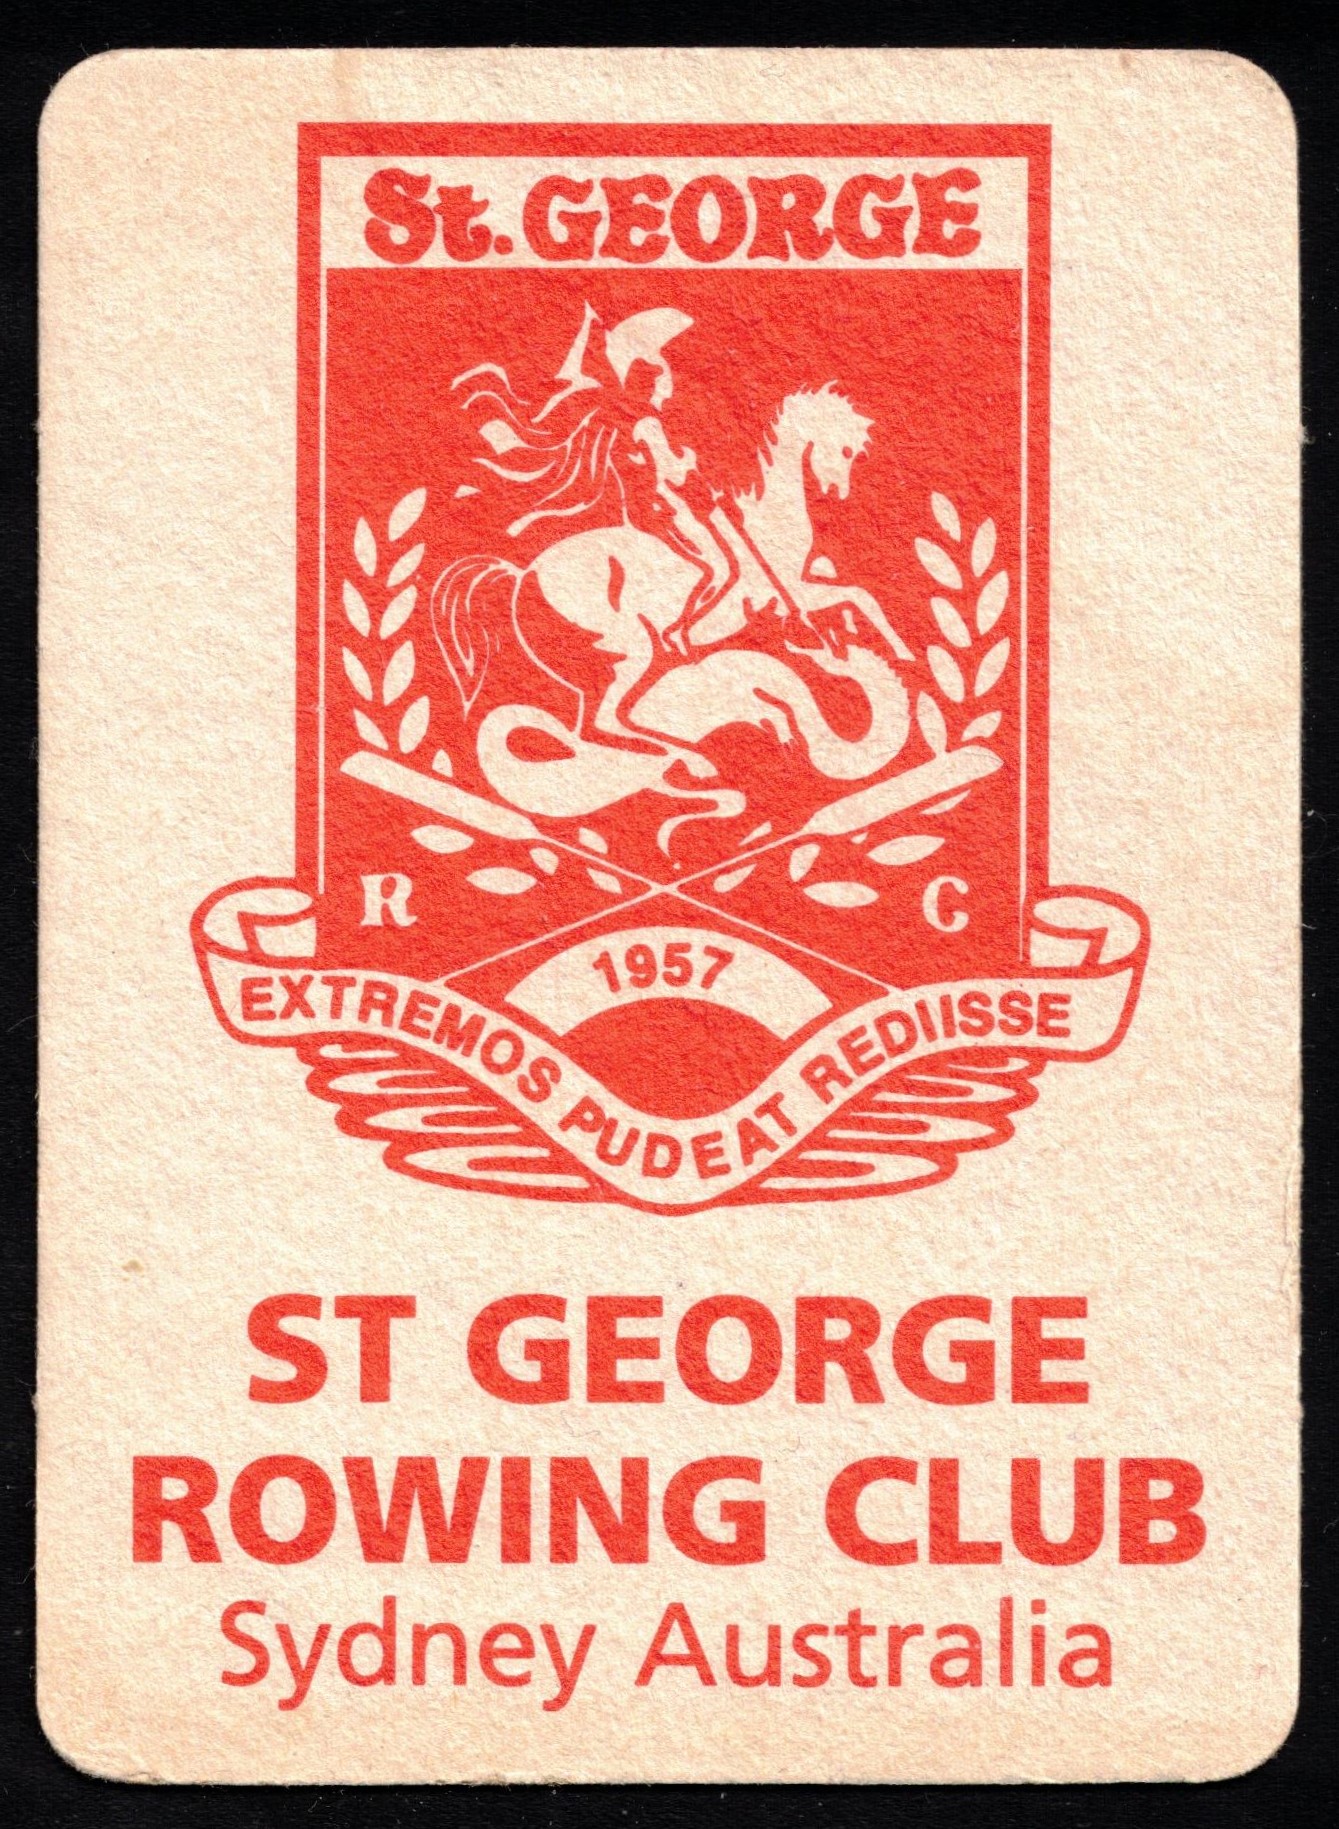 St. GEORGE
R C
1957
EXTREMOS PUDEAT REDIISSE
ST GEORGE
ROWING CLUB
Sydney Australia